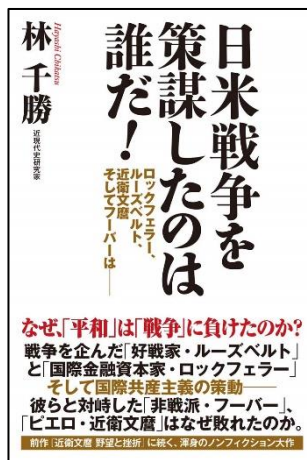 日米戦争を
策謀したのは
誰だ!
ロックフェラー、
ルーズベルト、
近衛文麿
そしてフーバーは——
Hayashi Chikatsu
林 千勝
近現代史研究家
なぜ、「平和」は「戦争」に負けたのか?
戦争を企んだ「好戦家・ルーズベルト」
と「国際金融資本家・ロックフェラー」
そして国際共産主義の策動——
彼らと対峙した「非戦派・フーバー」、
「ピエロ・近衛文麿」はなぜ敗れたのか。
前作『近衛文麿 野望と挫折』に続く、渾身のノンフィクション大作